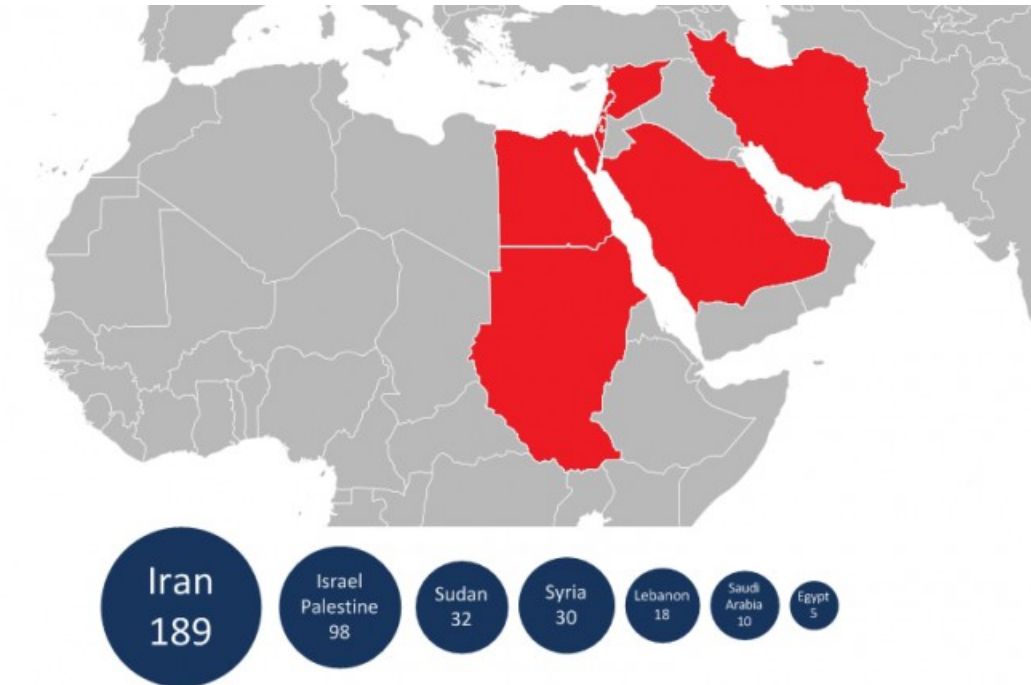 Iran
189
Israel
Palestine
98
Sudan
32
Syria
30
Lebanon
18
Saudi
Arabia
10
Egypt
5